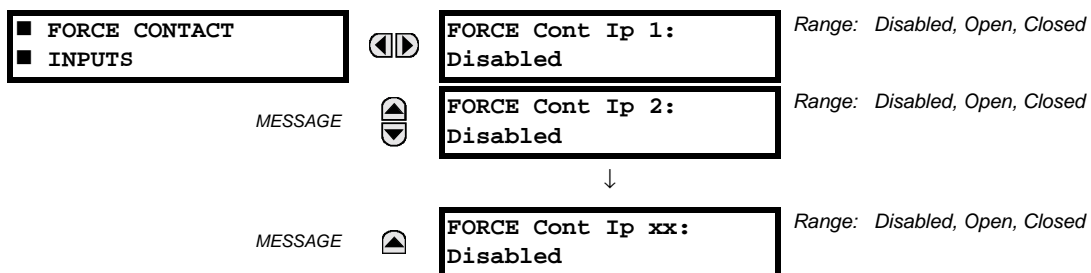 ■ FORCE CONTACT
■ INPUTS
FORCE Cont Ip 1:
Disabled
Range: Disabled, Open, Closed
MESSAGE
FORCE Cont Ip 2:
Disabled
Range: Disabled, Open, Closed
↓
MESSAGE
FORCE Cont Ip xx:
Disabled
Range: Disabled, Open, Closed